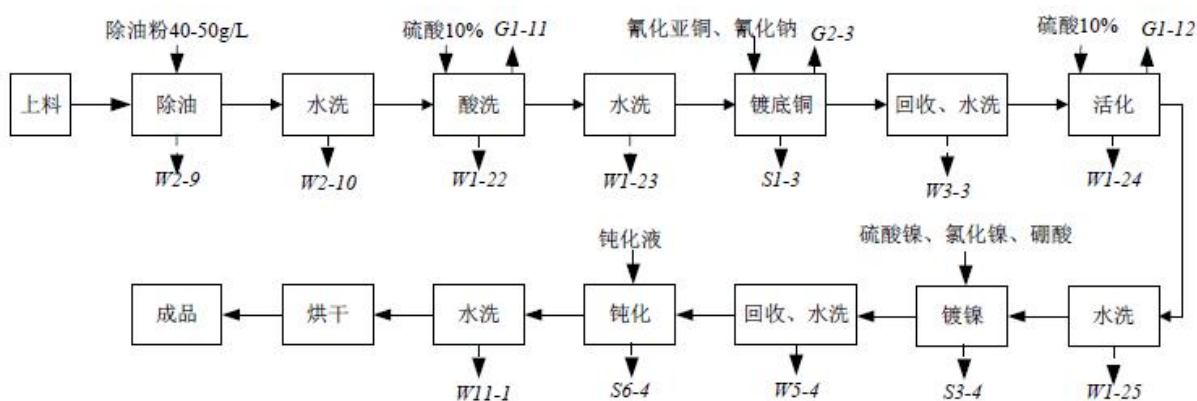 除油粉40-50g/L
硫酸10%
G1-11
氰化亚铜、氰化钠
G2-3
硫酸10%
G1-12
上料
除油
水洗
酸洗
水洗
镀底铜
回收、水洗
活化
W2-9
W2-10
W1-22
W1-23
S1-3
W3-3
W1-24
钝化液
硫酸镍、氯化镍、硼酸
成品
烘干
水洗
钝化
回收、水洗
镀镍
水洗
W11-1
S6-4
W5-4
S3-4
W1-25